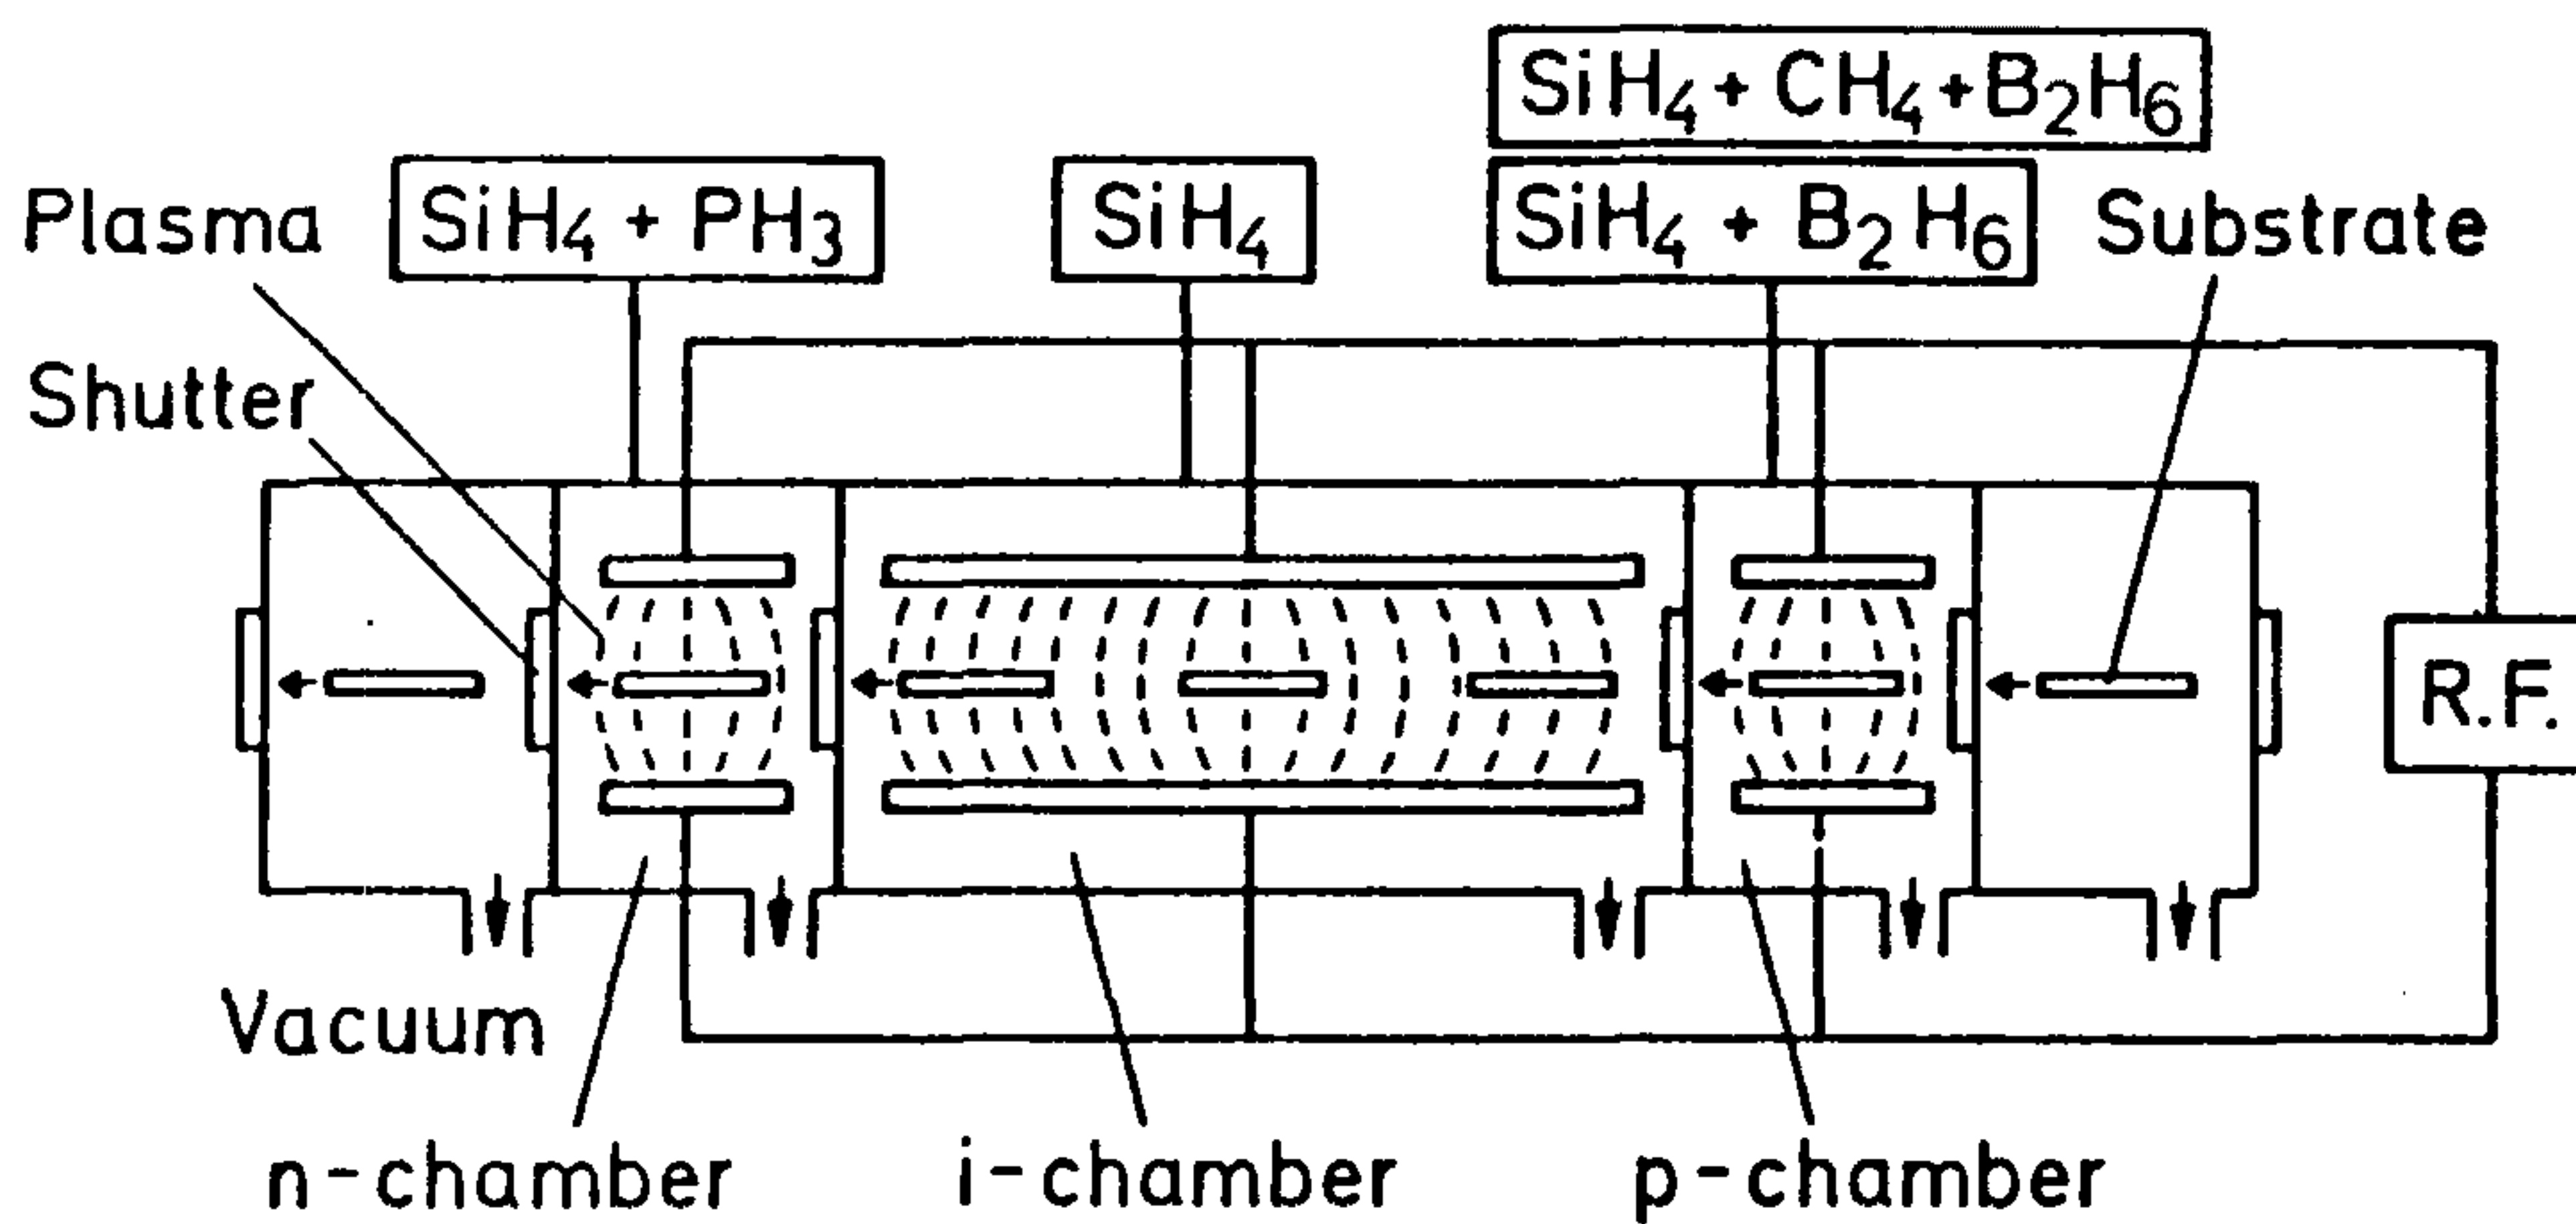 SiH₄ + CH₄ + B₂H₆
Plasma
SiH₄ + PH₃
SiH₄
SiH₄ + B₂H₆
Substrate
Shutter
R.F.
Vacuum
n-chamber
i-chamber
p-chamber